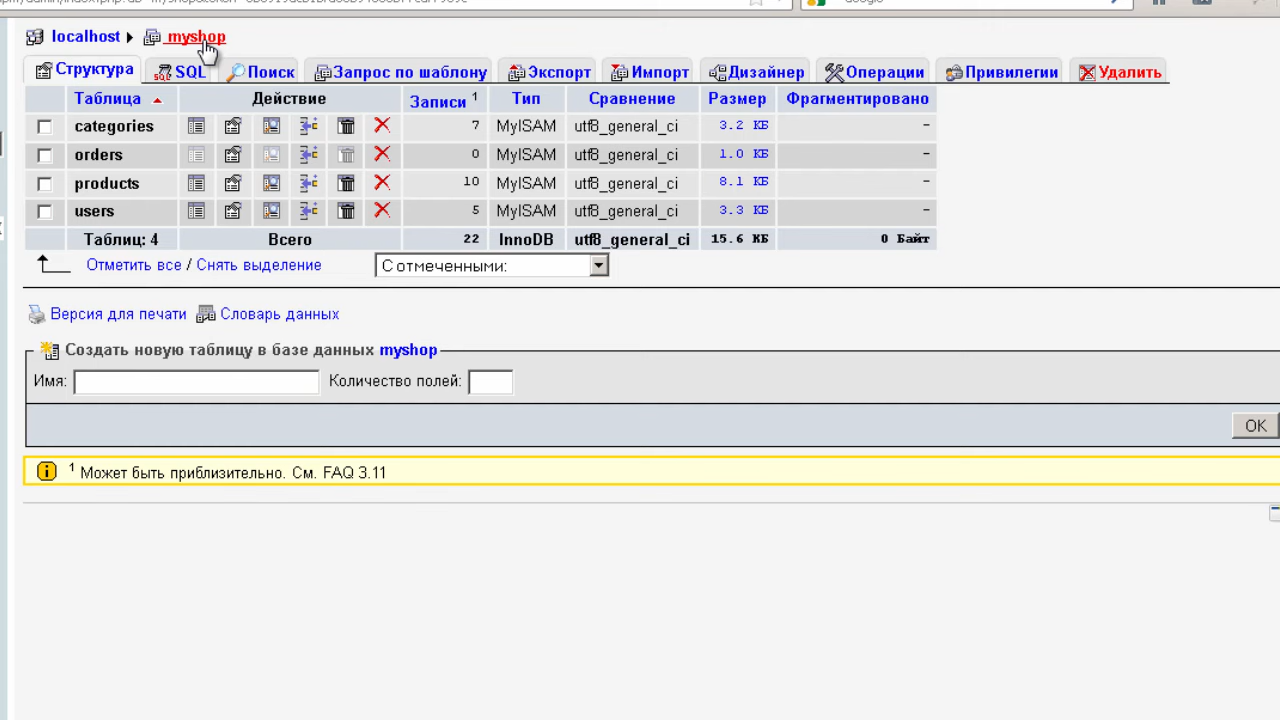 localhost myshop
Структура SQL Поиск Запрос по шаблону Экспорт Импорт Дизайнер Операции Привилегии Удалить
Таблица Действие Записи 1 Тип Сравнение Размер Фрагментировано
categories 7 MyISAM utf8_general_ci 3.2 КБ -
orders 0 MyISAM utf8_general_ci 1.0 КБ -
products 10 MyISAM utf8_general_ci 8.1 КБ -
users 5 MyISAM utf8_general_ci 3.3 КБ -
Таблиц: 4 Всего 22 InnoDB utf8_general_ci 15.6 КБ 0 Байт
Отметить все / Снять выделение С отмеченными:
Версия для печати Словарь данных
Создать новую таблицу в базе данных myshop
Имя: Количество полей:
OK
1 Может быть приблизительно. См. FAQ 3.11